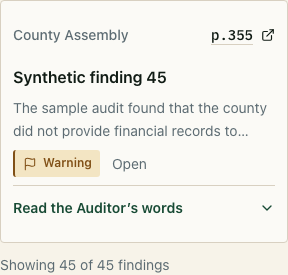 County Assembly p.355
Synthetic finding 45
The sample audit found that the county
did not provide financial records to…
Warning Open
Read the Auditor’s words
Showing 45 of 45 findings